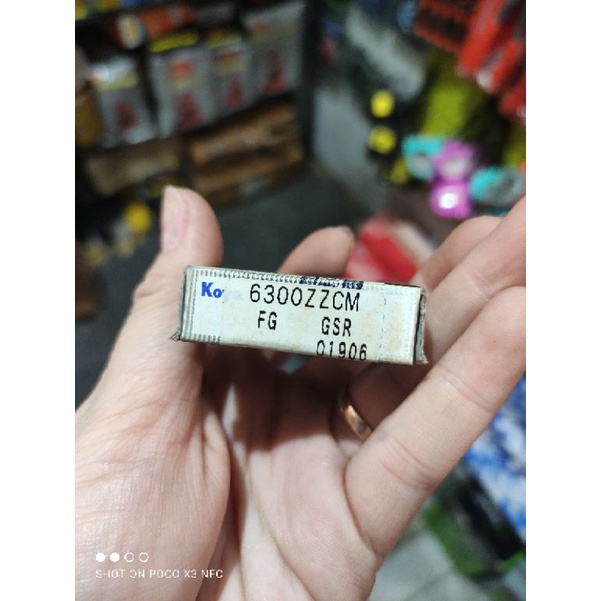 Ko
6300ZZCM
FG GSR
01906
SHOT ON POCO X3 NFC